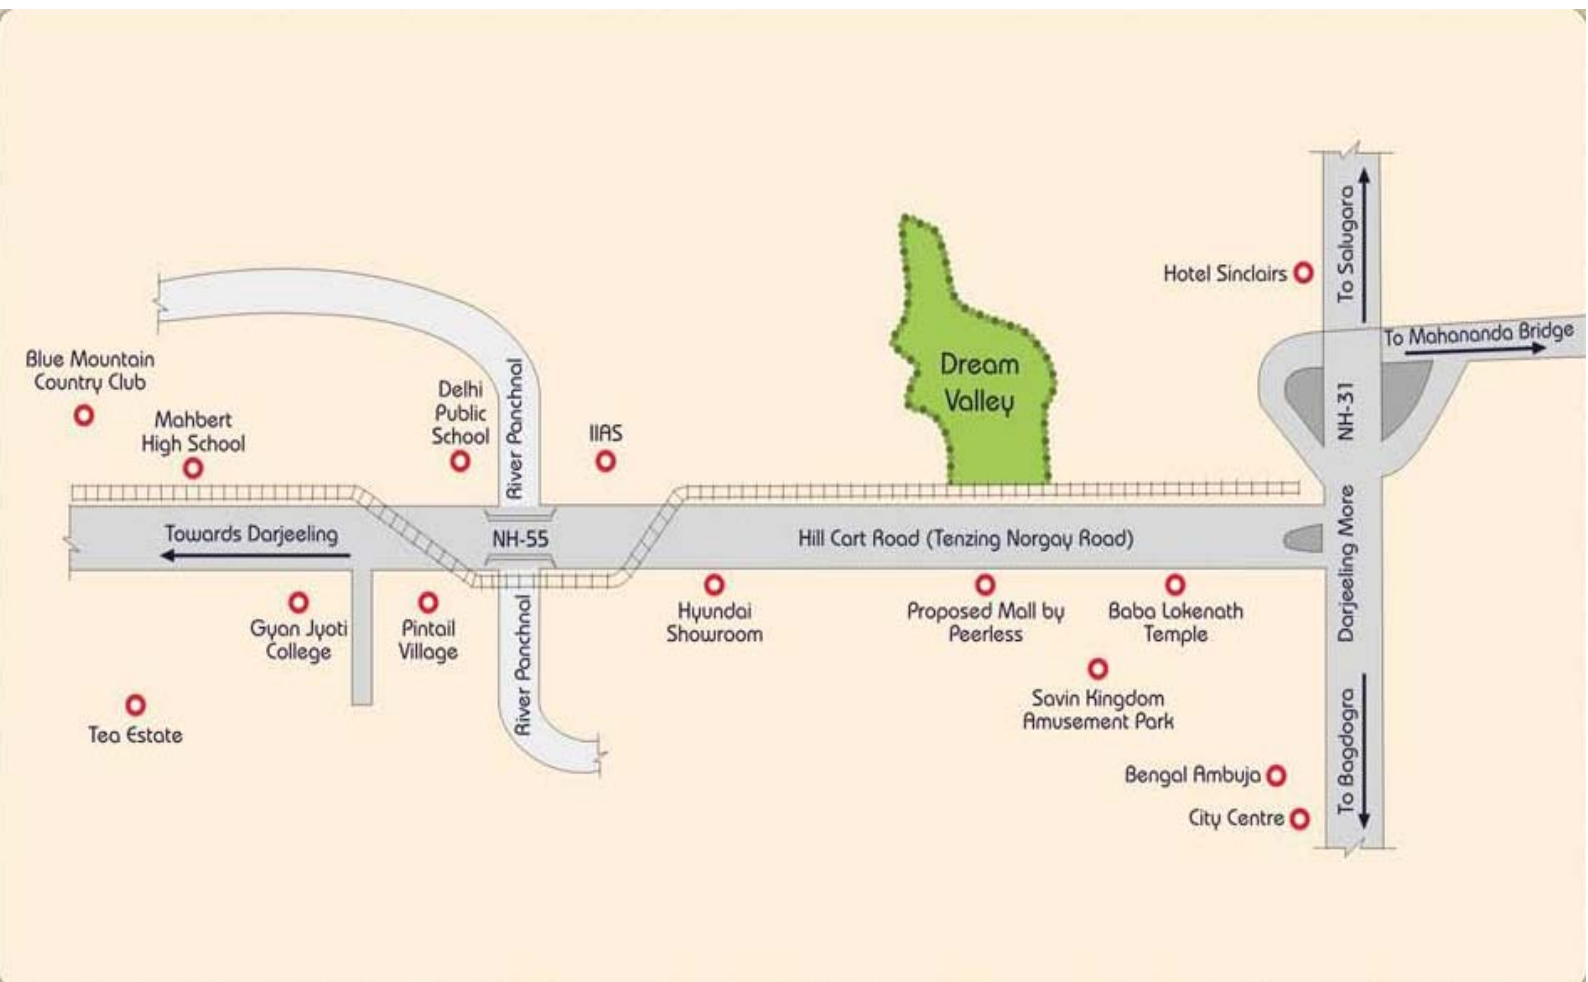 To Salugara
Hotel Sinclairs
To Mahananda Bridge
Blue Mountain
Country Club
Mahbert
High School
Delhi
Public
School
River Panchnal
IIAS
Dream
Valley
NH-31
Towards Darjeeling
NH-55
Hill Cart Road (Tenzing Norgay Road)
Darjeeling More
Gyan Jyoti
College
Pintail
Village
River Panchnal
Hyundai
Showroom
Proposed Mall by
Peerless
Baba Lokenath
Temple
Savin Kingdom
Amusement Park
Tea Estate
Bengal Ambuja
City Centre
To Bagdogra